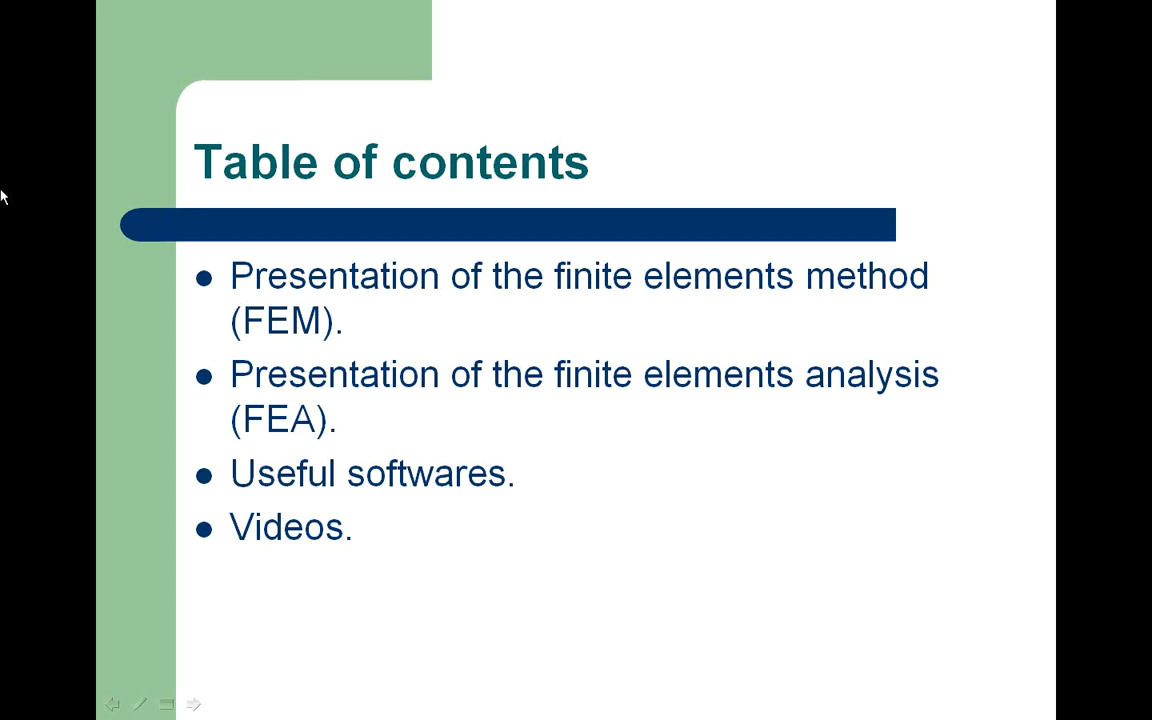 Table of contents
Presentation of the finite elements method
(FEM).
Presentation of the finite elements analysis
(FEA).
Useful softwares.
Videos.